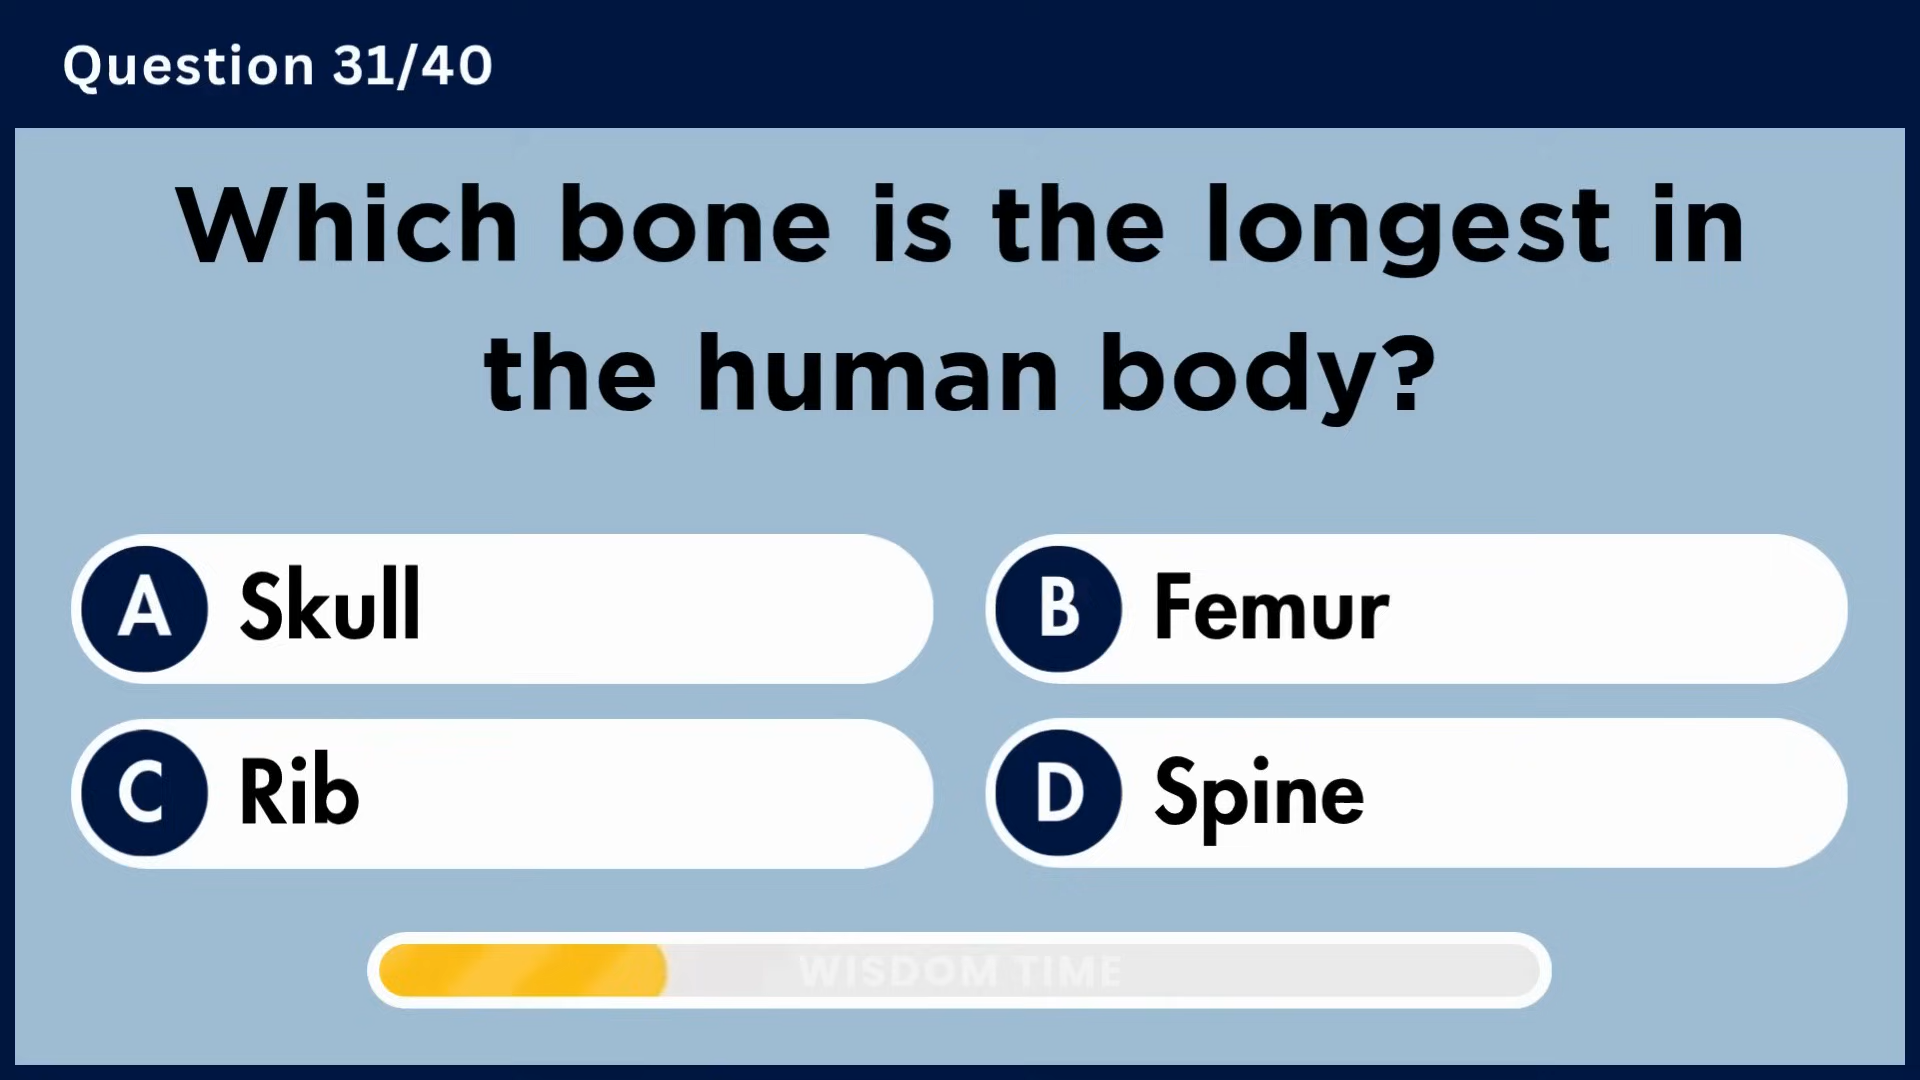 Question 31/40
Which bone is the longest in
the human body?
A Skull
B Femur
C Rib
D Spine
WISDOM TIME